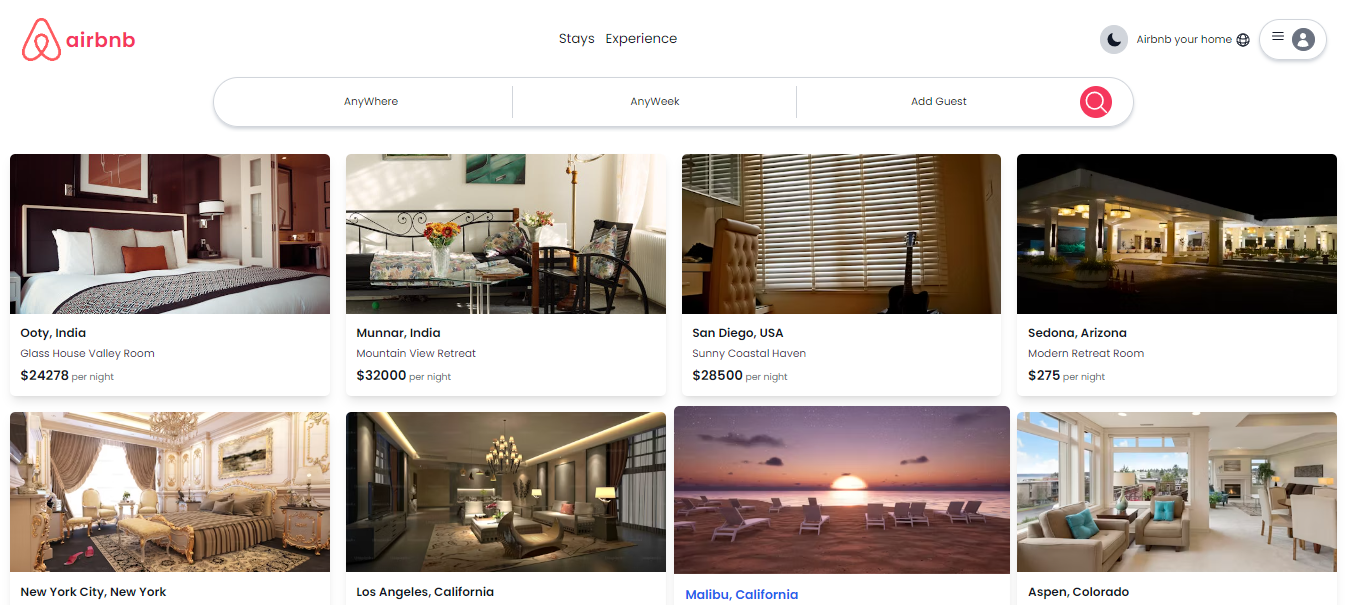 airbnb
Stays Experience
Airbnb your home
AnyWhere
AnyWeek
Add Guest
Ooty, India
Glass House Valley Room
$24278 per night
Munnar, India
Mountain View Retreat
$32000 per night
San Diego, USA
Sunny Coastal Haven
$28500 per night
Sedona, Arizona
Modern Retreat Room
$275 per night
New York City, New York
Los Angeles, California
Malibu, California
Aspen, Colorado